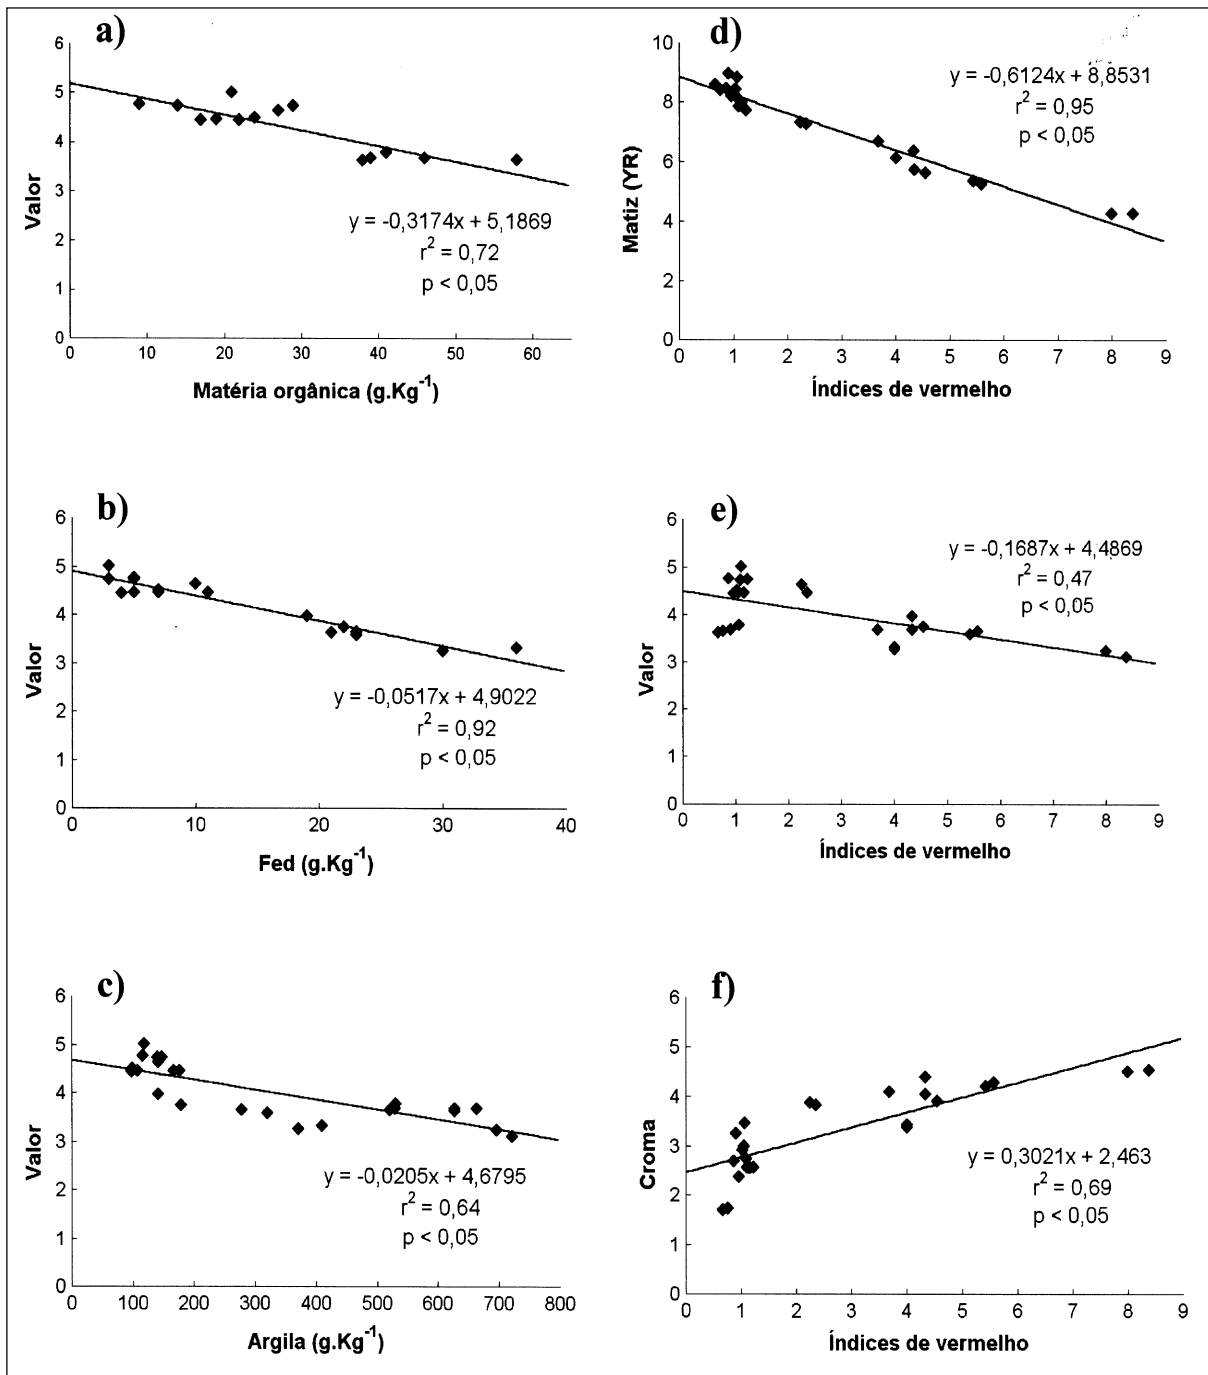 a)
6
5
4
3
2
1
0
Valor
y = -0,3174x + 5,1869
r² = 0,72
p < 0,05
0 10 20 30 40 50 60
Matéria orgânica (g.Kg⁻¹)
b)
6
5
4
3
2
1
0
Valor
y = -0,0517x + 4,9022
r² = 0,92
p < 0,05
0 10 20 30 40
Fed (g.Kg⁻¹)
c)
6
5
4
3
2
1
0
Valor
y = -0,0205x + 4,6795
r² = 0,64
p < 0,05
0 100 200 300 400 500 600 700 800
Argila (g.Kg⁻¹)
d)
10
8
6
4
2
0
Matiz (YR)
y = -0,6124x + 8,8531
r² = 0,95
p < 0,05
0 1 2 3 4 5 6 7 8 9
Índices de vermelho
e)
6
5
4
3
2
1
0
Valor
y = -0,1687x + 4,4869
r² = 0,47
p < 0,05
0 1 2 3 4 5 6 7 8 9
Índices de vermelho
f)
6
5
4
3
2
1
0
Croma
y = 0,3021x + 2,463
r² = 0,69
p < 0,05
0 1 2 3 4 5 6 7 8 9
Índices de vermelho